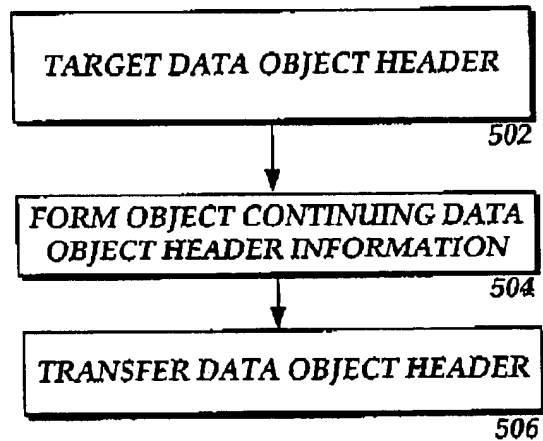 TARGET DATA OBJECT HEADER
502
FORM OBJECT CONTINUING DATA
OBJECT HEADER INFORMATION
504
TRANSFER DATA OBJECT HEADER
506